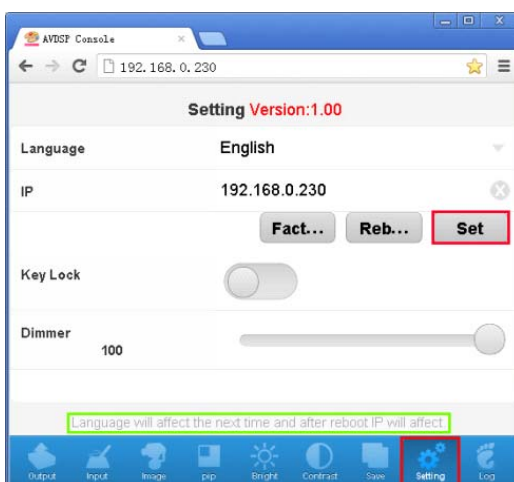 AVDSP Console
192.168.0.230
Setting Version:1.00
Language English
IP 192.168.0.230
Fact... Reb... Set
Key Lock
Dimmer
100
Language will affect the next time and after reboot IP will affect
Output Input Image pip Bright Contrast Save Setting Log